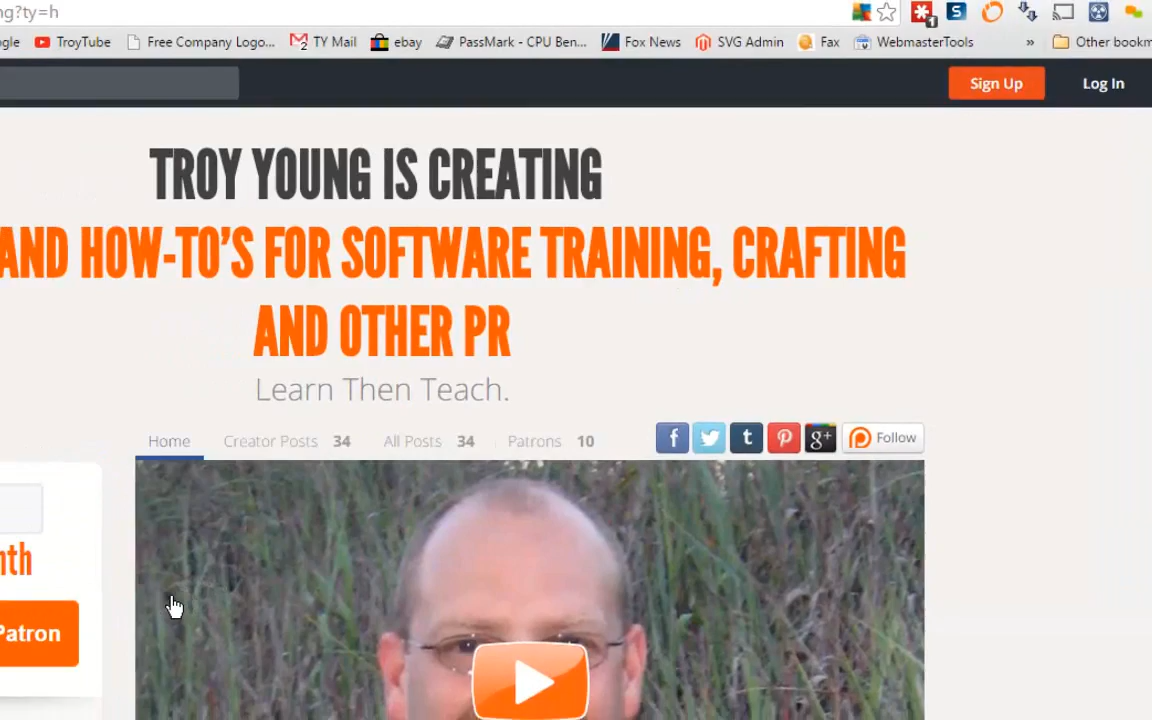 ng?ty=h
gle TroyTube Free Company Logo... TY Mail ebay PassMark - CPU Ben... Fox News SVG Admin Fax WebmasterTools » Other bookm
Sign Up Log In
TROY YOUNG IS CREATING
AND HOW-TO'S FOR SOFTWARE TRAINING, CRAFTING
AND OTHER PR
Learn Then Teach.
Home Creator Posts 34 All Posts 34 Patrons 10 Follow
nth
Patron